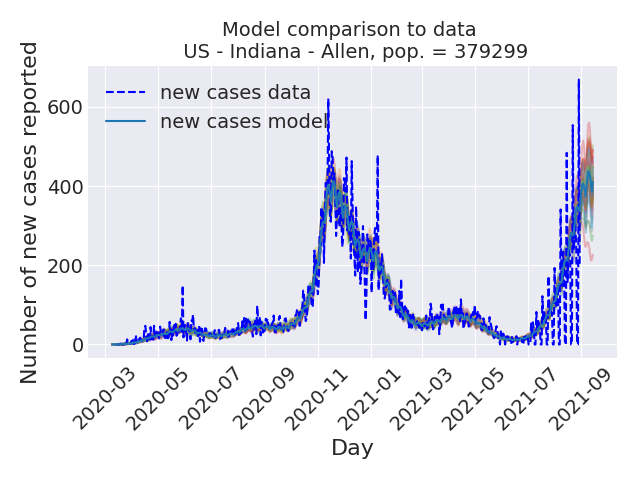 Model comparison to data
US - Indiana - Allen, pop. = 379299
Number of new cases reported
600
400
200
0
new cases data
new cases model
2020-03
2020-05
2020-07
2020-09
2020-11
2021-01
2021-03
2021-05
2021-07
2021-09
Day